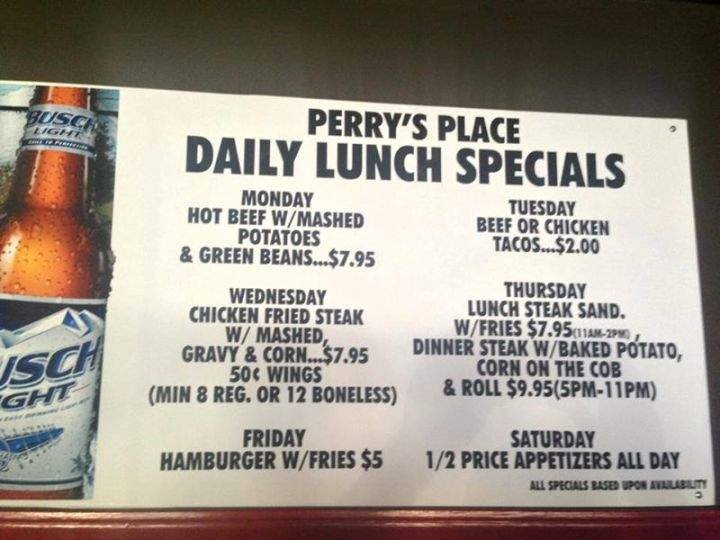 BUSCH
LIGHT
PERRY'S PLACE
DAILY LUNCH SPECIALS
MONDAY
HOT BEEF W/MASHED
POTATOES
& GREEN BEANS...$7.95
TUESDAY
BEEF OR CHICKEN
TACOS...$2.00
WEDNESDAY
CHICKEN FRIED STEAK
W/ MASHED,
GRAVY & CORN...$7.95
50¢ WINGS
(MIN 8 REG. OR 12 BONELESS)
THURSDAY
LUNCH STEAK SAND.
W/FRIES $7.95(11AM-2PM) ,
DINNER STEAK W/BAKED POTATO,
CORN ON THE COB
& ROLL $9.95(5PM-11PM)
FRIDAY
HAMBURGER W/FRIES $5
SATURDAY
1/2 PRICE APPETIZERS ALL DAY
ALL SPECIALS BASED UPON AVAILABILITY
USCH
GHT